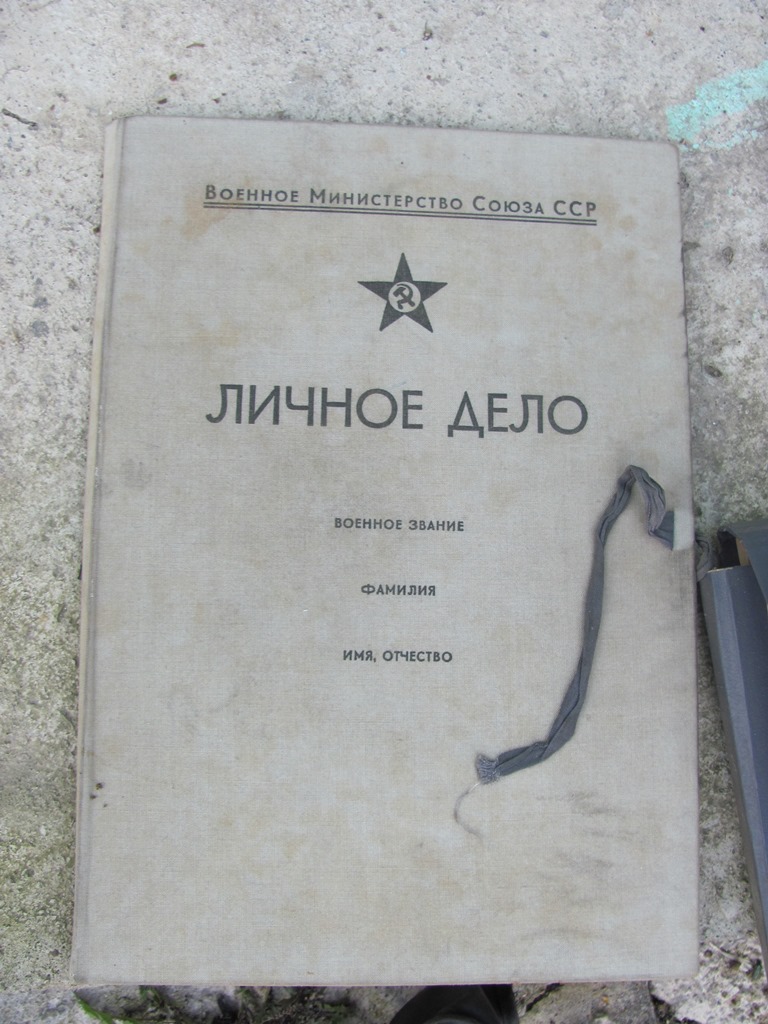 Военное Министерство Союза ССР
ЛИЧНОЕ ДЕЛО
ВОЕННОЕ ЗВАНИЕ
ФАМИЛИЯ
ИМЯ, ОТЧЕСТВО